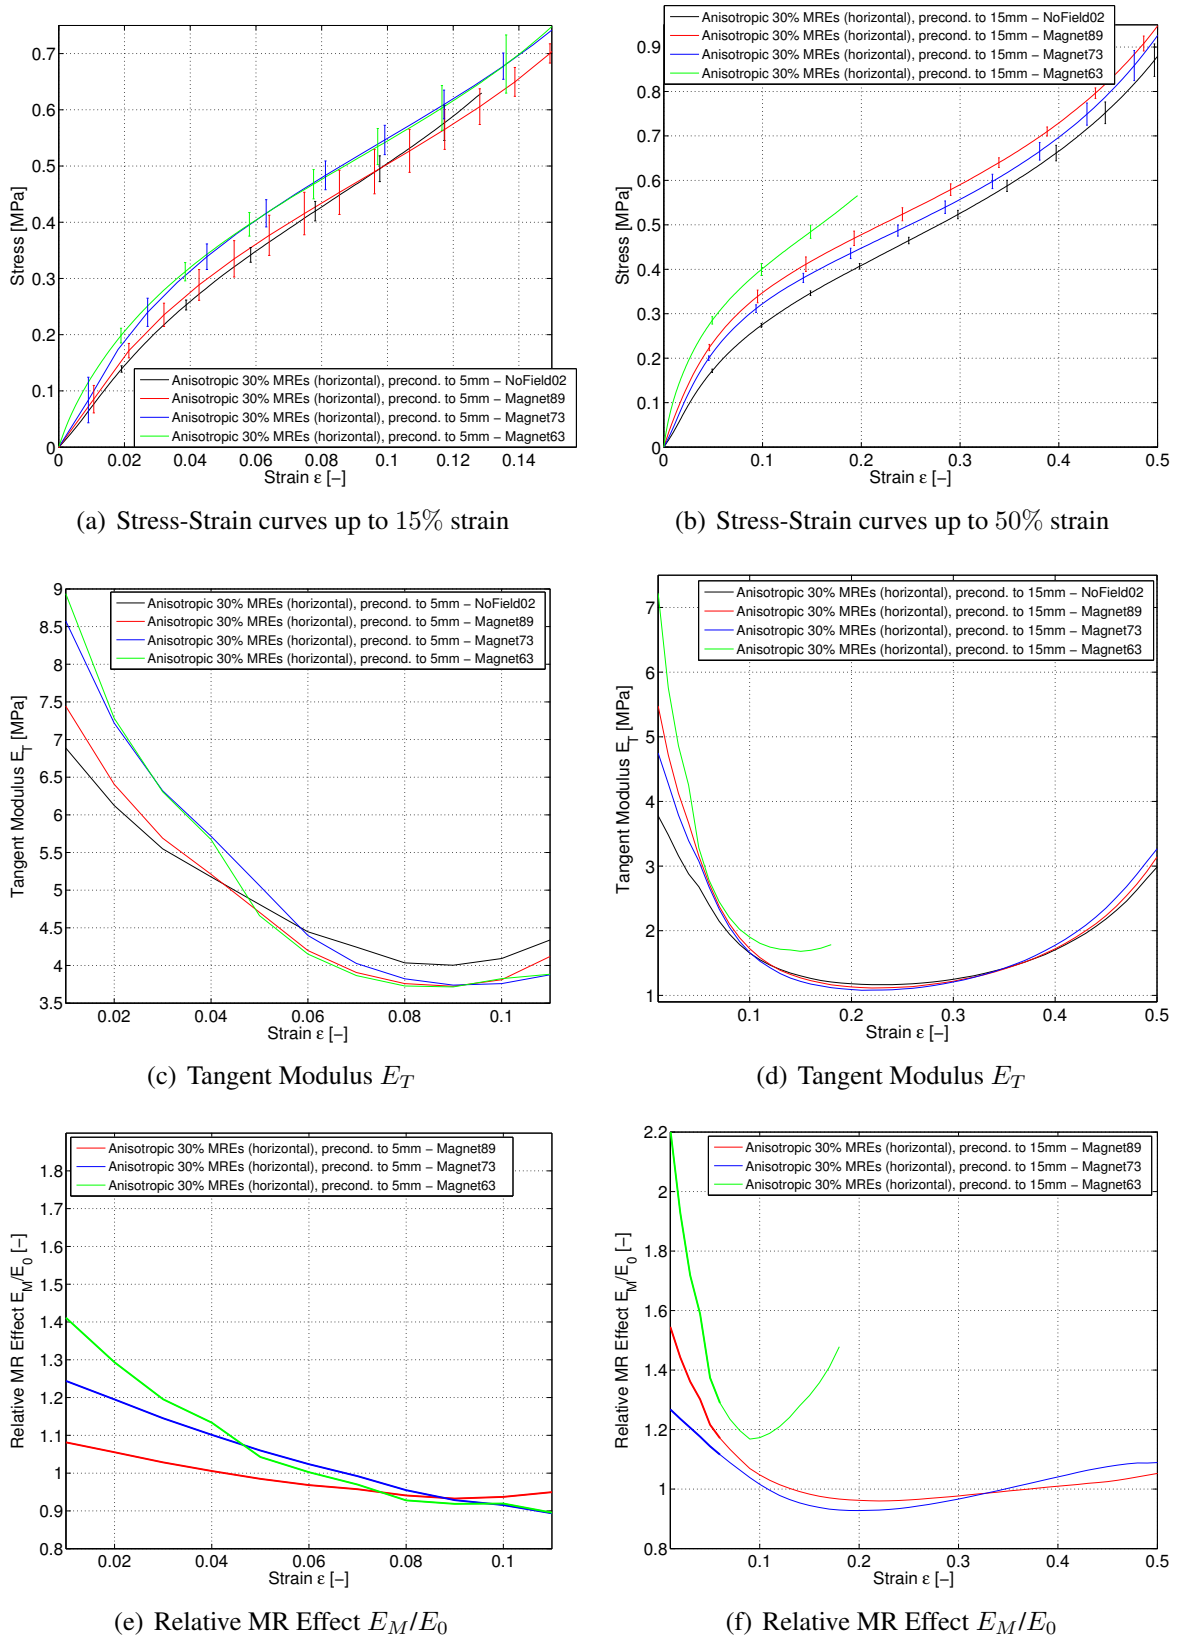 0.7
0.6
0.5
0.4
0.3
0.2
0.1
0
Stress [MPa]
0
0.02
0.04
0.06
0.08
0.1
0.12
0.14
Strain ε [−]
Anisotropic 30% MREs (horizontal), precond. to 5mm − NoField02
Anisotropic 30% MREs (horizontal), precond. to 5mm − Magnet89
Anisotropic 30% MREs (horizontal), precond. to 5mm − Magnet73
Anisotropic 30% MREs (horizontal), precond. to 5mm − Magnet63
(a) Stress-Strain curves up to 15% strain
Anisotropic 30% MREs (horizontal), precond. to 15mm − NoField02
Anisotropic 30% MREs (horizontal), precond. to 15mm − Magnet89
Anisotropic 30% MREs (horizontal), precond. to 15mm − Magnet73
Anisotropic 30% MREs (horizontal), precond. to 15mm − Magnet63
0.9
0.8
0.7
0.6
0.5
0.4
0.3
0.2
0.1
0
Stress [MPa]
0
0.1
0.2
0.3
0.4
0.5
Strain ε [−]
(b) Stress-Strain curves up to 50% strain
9
8.5
8
7.5
7
6.5
6
5.5
5
4.5
4
3.5
Tangent Modulus E_T [MPa]
Anisotropic 30% MREs (horizontal), precond. to 5mm − NoField02
Anisotropic 30% MREs (horizontal), precond. to 5mm − Magnet89
Anisotropic 30% MREs (horizontal), precond. to 5mm − Magnet73
Anisotropic 30% MREs (horizontal), precond. to 5mm − Magnet63
0.02
0.04
0.06
0.08
0.1
Strain ε [−]
(c) Tangent Modulus E_T
7
6
5
4
3
2
1
Tangent Modulus E_T [MPa]
Anisotropic 30% MREs (horizontal), precond. to 15mm − NoField02
Anisotropic 30% MREs (horizontal), precond. to 15mm − Magnet89
Anisotropic 30% MREs (horizontal), precond. to 15mm − Magnet73
Anisotropic 30% MREs (horizontal), precond. to 15mm − Magnet63
0.1
0.2
0.3
0.4
0.5
Strain ε [−]
(d) Tangent Modulus E_T
1.8
1.7
1.6
1.5
1.4
1.3
1.2
1.1
1
0.9
0.8
Relative MR Effect E_M/E_0 [−]
Anisotropic 30% MREs (horizontal), precond. to 5mm − Magnet89
Anisotropic 30% MREs (horizontal), precond. to 5mm − Magnet73
Anisotropic 30% MREs (horizontal), precond. to 5mm − Magnet63
0.02
0.04
0.06
0.08
0.1
Strain ε [−]
(e) Relative MR Effect E_M/E_0
2.2
2
1.8
1.6
1.4
1.2
1
0.8
Relative MR Effect E_M/E_0 [−]
Anisotropic 30% MREs (horizontal), precond. to 15mm − Magnet89
Anisotropic 30% MREs (horizontal), precond. to 15mm − Magnet73
Anisotropic 30% MREs (horizontal), precond. to 15mm − Magnet63
0.1
0.2
0.3
0.4
0.5
Strain ε [−]
(f) Relative MR Effect E_M/E_0